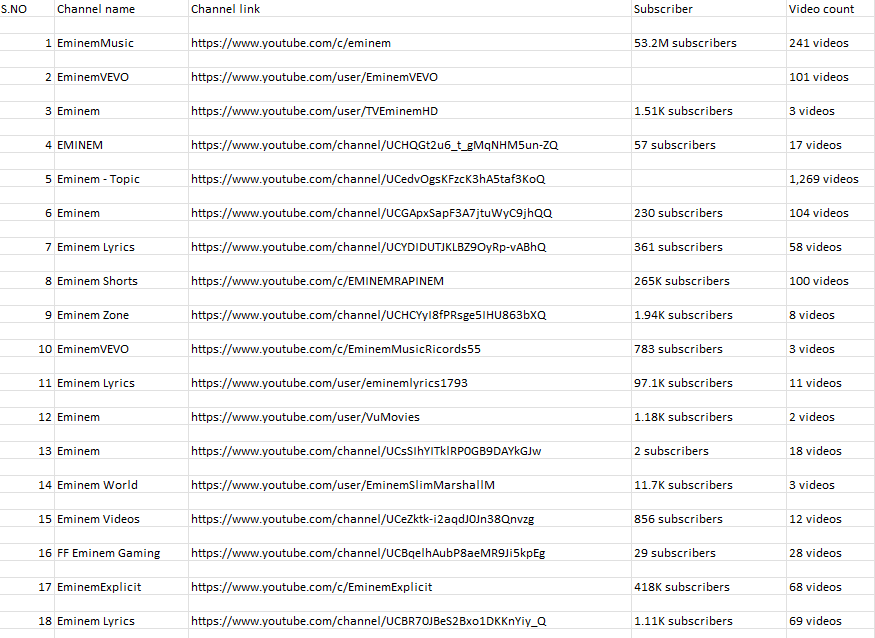 S.NO Channel name Channel link Subscriber Video count
1 EminemMusic https://www.youtube.com/c/eminem 53.2M subscribers 241 videos
2 EminemVEVO https://www.youtube.com/user/EminemVEVO 101 videos
3 Eminem https://www.youtube.com/user/TVEminemHD 1.51K subscribers 3 videos
4 EMINEM https://www.youtube.com/channel/UCHQGt2u6_t_gMqNHM5un-ZQ 57 subscribers 17 videos
5 Eminem - Topic https://www.youtube.com/channel/UCedvOgsKFzcK3hA5taf3KoQ 1,269 videos
6 Eminem https://www.youtube.com/channel/UCGApxSapF3A7jtuWyC9jhQQ 230 subscribers 104 videos
7 Eminem Lyrics https://www.youtube.com/channel/UCYDIDUTJKLBZ9OyRp-vABhQ 361 subscribers 58 videos
8 Eminem Shorts https://www.youtube.com/c/EMINEMRAPINEM 265K subscribers 100 videos
9 Eminem Zone https://www.youtube.com/channel/UCHCYyI8fPRsge5IHU863bXQ 1.94K subscribers 8 videos
10 EminemVEVO https://www.youtube.com/c/EminemMusicRicords55 783 subscribers 3 videos
11 Eminem Lyrics https://www.youtube.com/user/eminemlyrics1793 97.1K subscribers 11 videos
12 Eminem https://www.youtube.com/user/VuMovies 1.18K subscribers 2 videos
13 Eminem https://www.youtube.com/channel/UCsSIhYITklRP0GB9DAYkGJw 2 subscribers 18 videos
14 Eminem World https://www.youtube.com/user/EminemSlimMarshallM 11.7K subscribers 3 videos
15 Eminem Videos https://www.youtube.com/channel/UCeZktk-i2aqdJ0Jn38Qnvzg 856 subscribers 12 videos
16 FF Eminem Gaming https://www.youtube.com/channel/UCBqelhAubP8aeMR9Ji5kpEg 29 subscribers 28 videos
17 EminemExplicit https://www.youtube.com/c/EminemExplicit 418K subscribers 68 videos
18 Eminem Lyrics https://www.youtube.com/channel/UCBR70JBeS2Bxo1DKKnYiy_Q 1.11K subscribers 69 videos